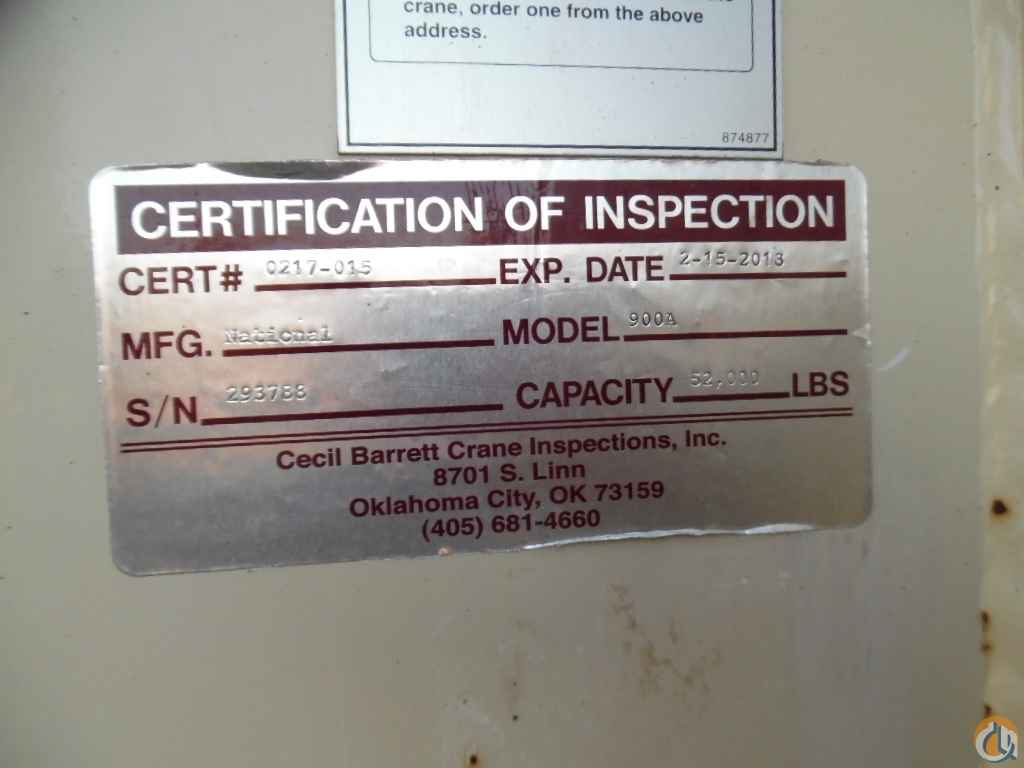 crane, order one from the above
address.
874877
CERTIFICATION OF INSPECTION
CERT# 0217-015 EXP. DATE 2-15-2013
MFG. National MODEL 900A
S/N 293788 CAPACITY 52,000 LBS
Cecil Barrett Crane Inspections, Inc.
8701 S. Linn
Oklahoma City, OK 73159
(405) 681-4660